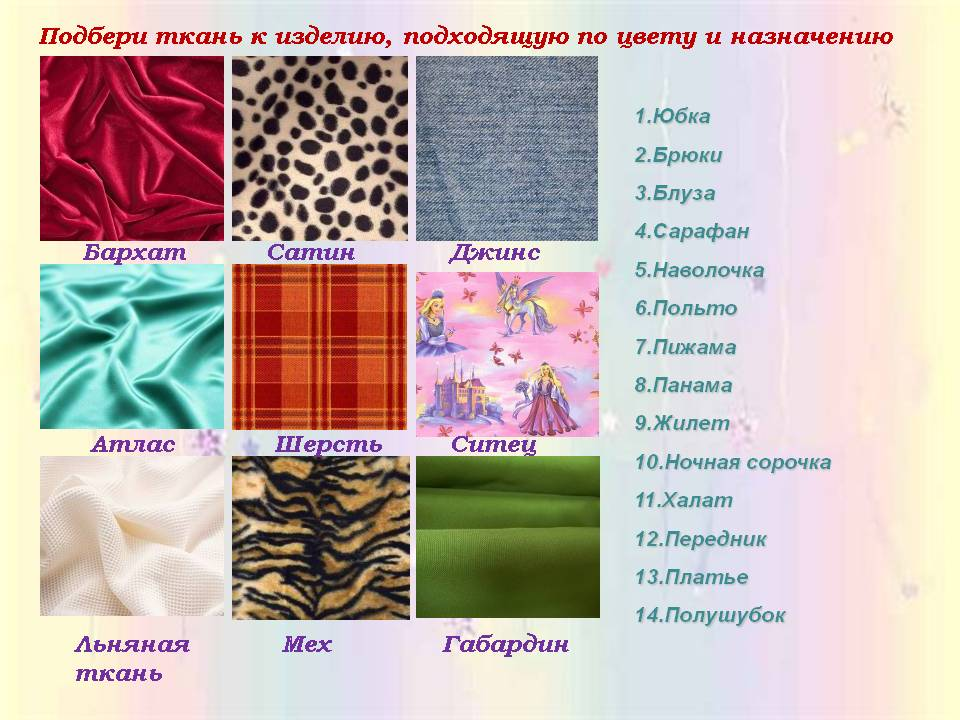 Подбери ткань к изделию, подходящую по цвету и назначению
Бархат
Сатин
Джинс
Атлас
Шерсть
Ситец
Льняная
ткань
Мех
Габардин
1.Юбка
2.Брюки
3.Блуза
4.Сарафан
5.Наволочка
6.Польто
7.Пижама
8.Панама
9.Жилет
10.Ночная сорочка
11.Халат
12.Передник
13.Платье
14.Полушубок